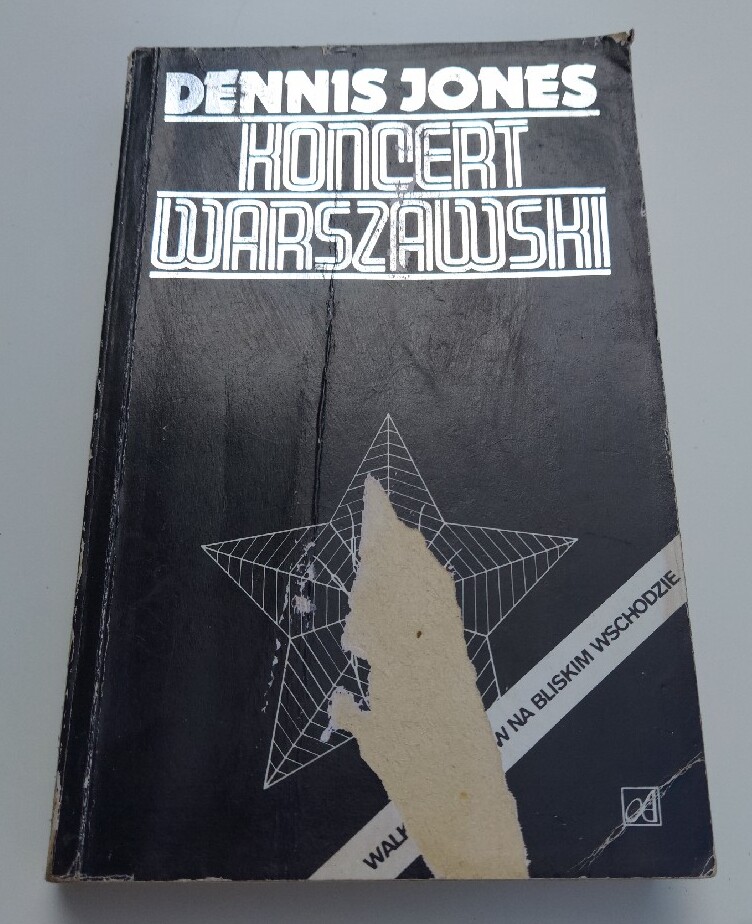 DENNIS JONES
KONCERT
WARSZAWSKI
WALK W NA BLISKIM WSCHODZIE